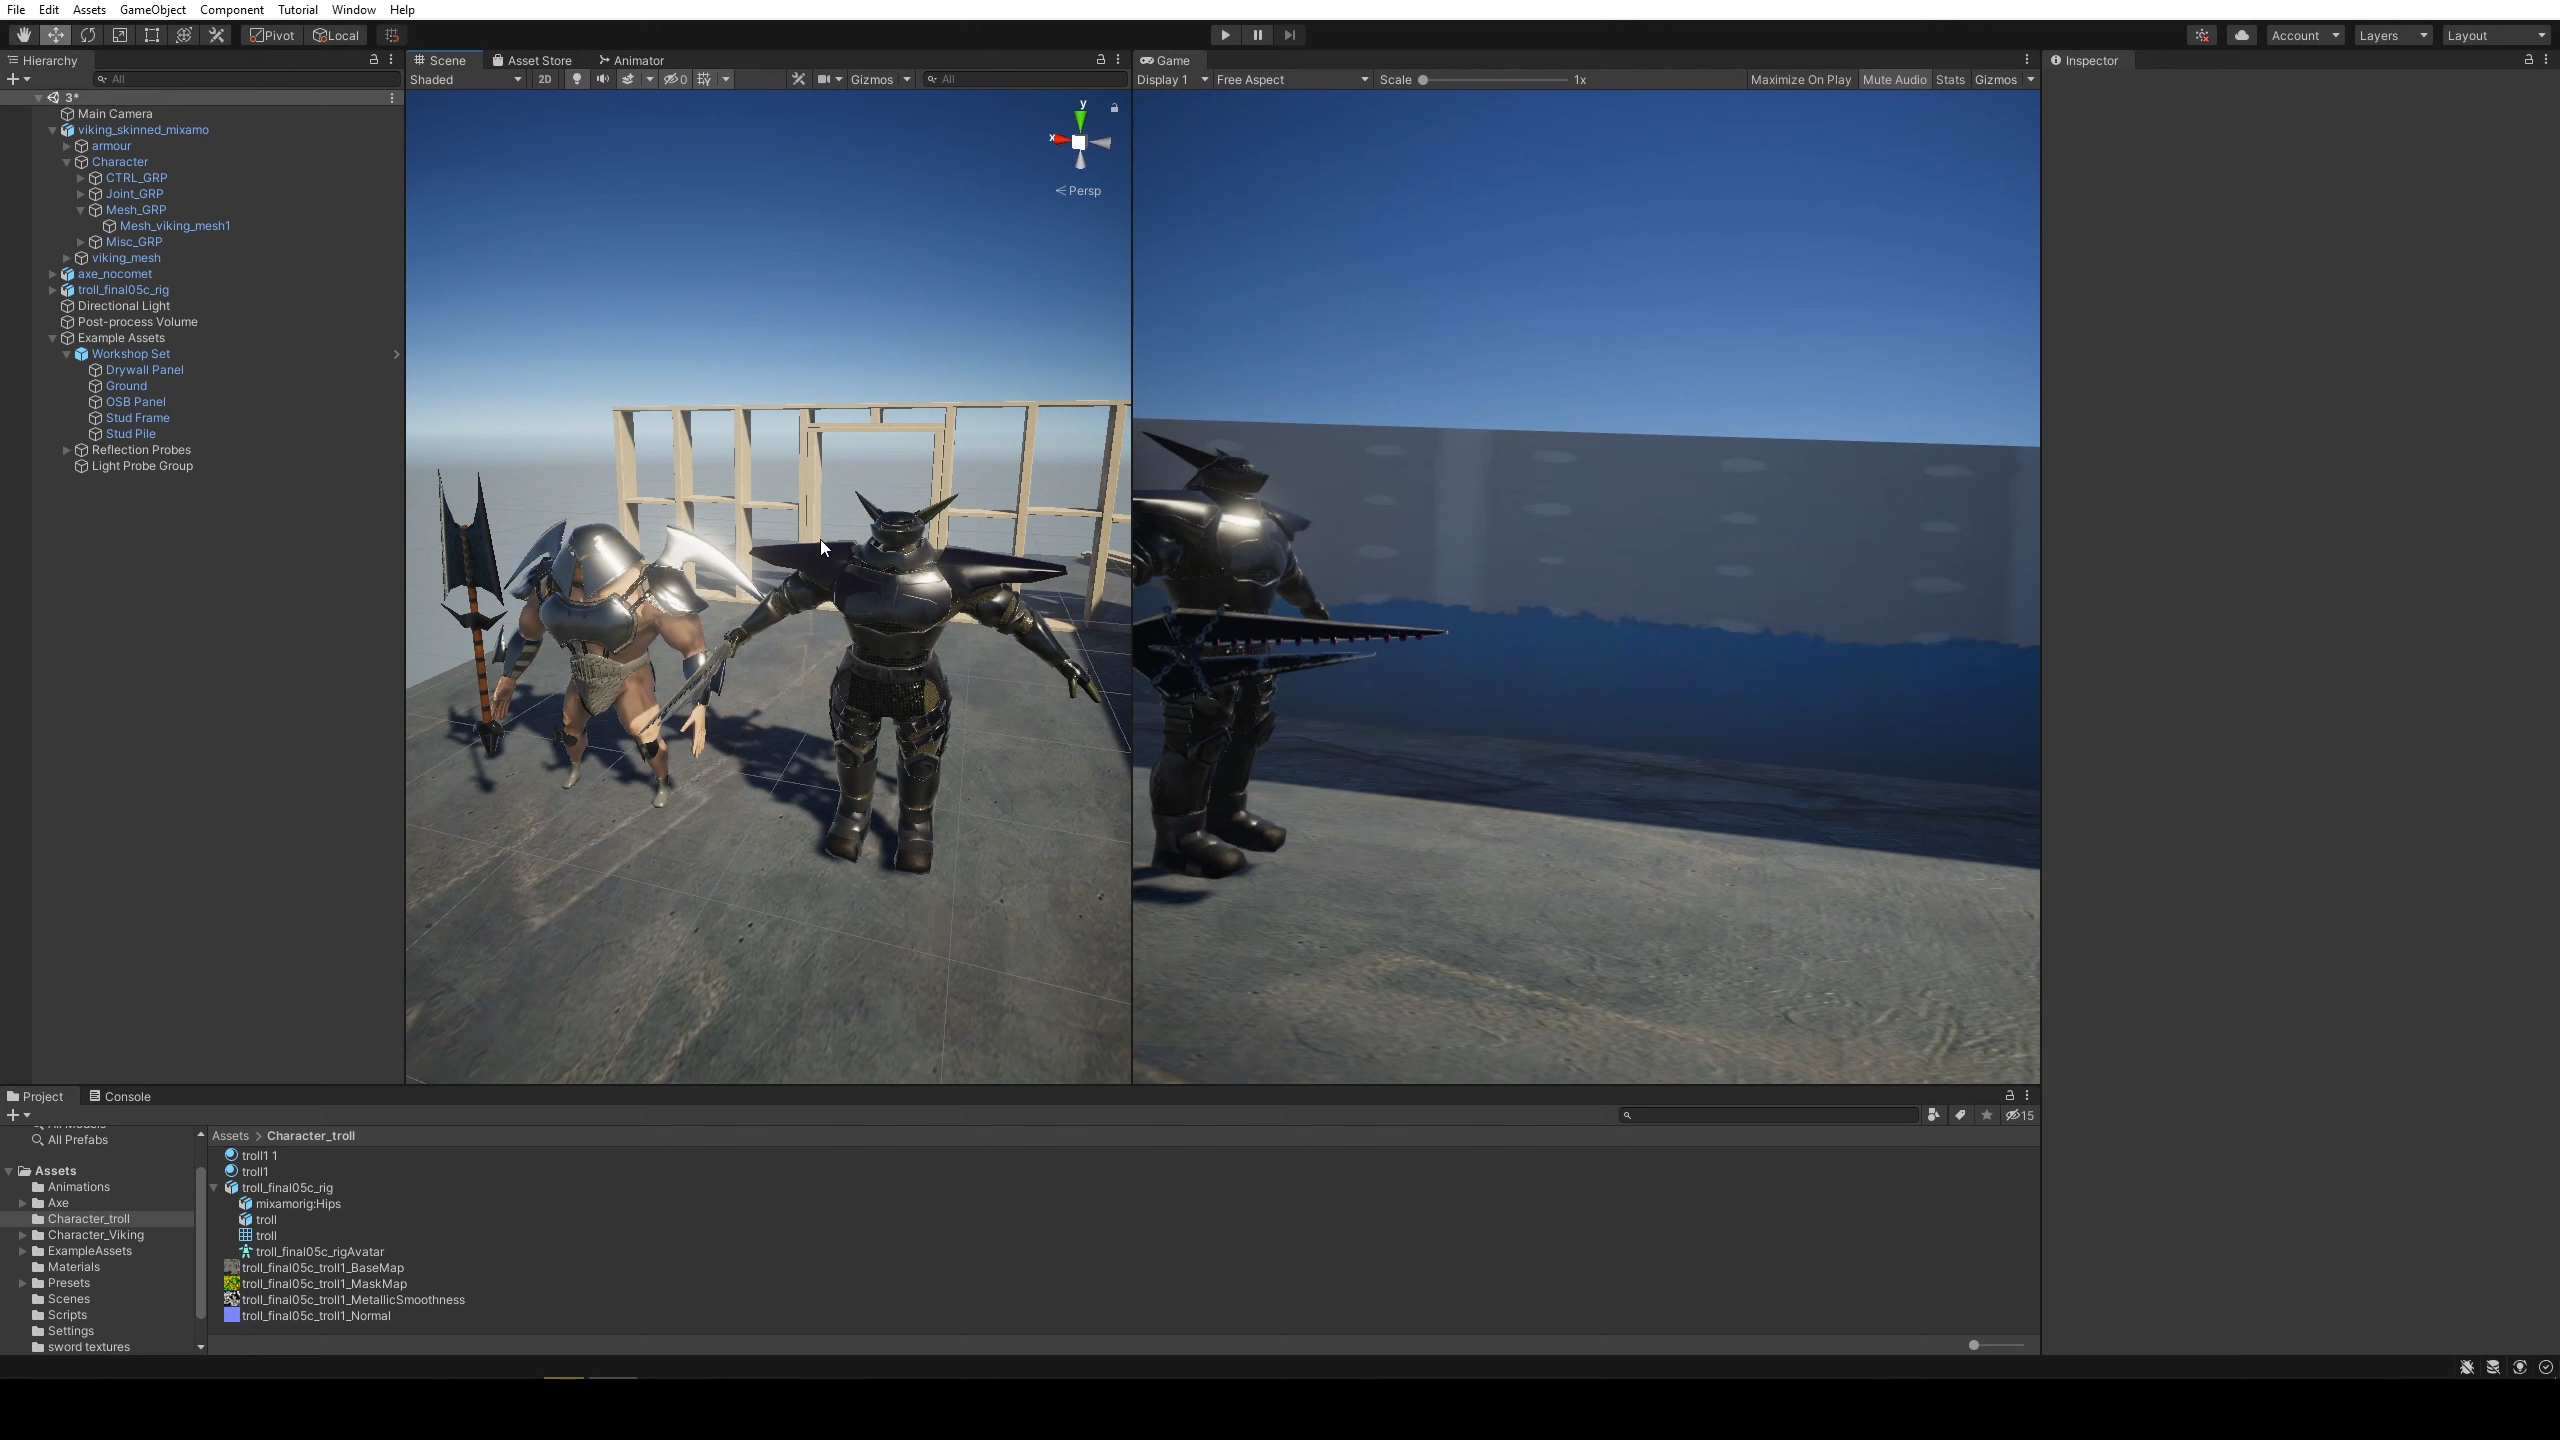 File Edit Assets GameObject Component Tutorial Window Help
Pivot Local Account Layers Layout
Hierarchy
All
3*
Main Camera
viking_skinned_mixamo
armour
Character
CTRL_GRP
Joint_GRP
Mesh_GRP
Mesh_viking_mesh1
Misc_GRP
viking_mesh
axe_nocomet
troll_final05c_rig
Directional Light
Post-process Volume
Example Assets
Workshop Set
Drywall Panel
Ground
OSB Panel
Stud Frame
Stud Pile
Reflection Probes
Light Probe Group
Scene Asset Store Animator
Shaded 2D 0 Gizmos All
y
x
Persp
Game
Display 1 Free Aspect Scale 1x Maximize On Play Mute Audio Stats Gizmos
Inspector
Project Console
15
All Models
All Prefabs
Assets
Animations
Axe
Character_troll
Character_Viking
ExampleAssets
Materials
Presets
Scenes
Scripts
Settings
sword textures
Assets > Character_troll
troll1 1
troll1
troll_final05c_rig
mixamorig:Hips
troll
troll
troll_final05c_rigAvatar
troll_final05c_troll1_BaseMap
troll_final05c_troll1_MaskMap
troll_final05c_troll1_MetallicSmoothness
troll_final05c_troll1_Normal